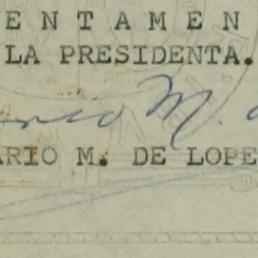 ENTAMEN
LA PRESIDENTA.
ARIO M. DE LOPE